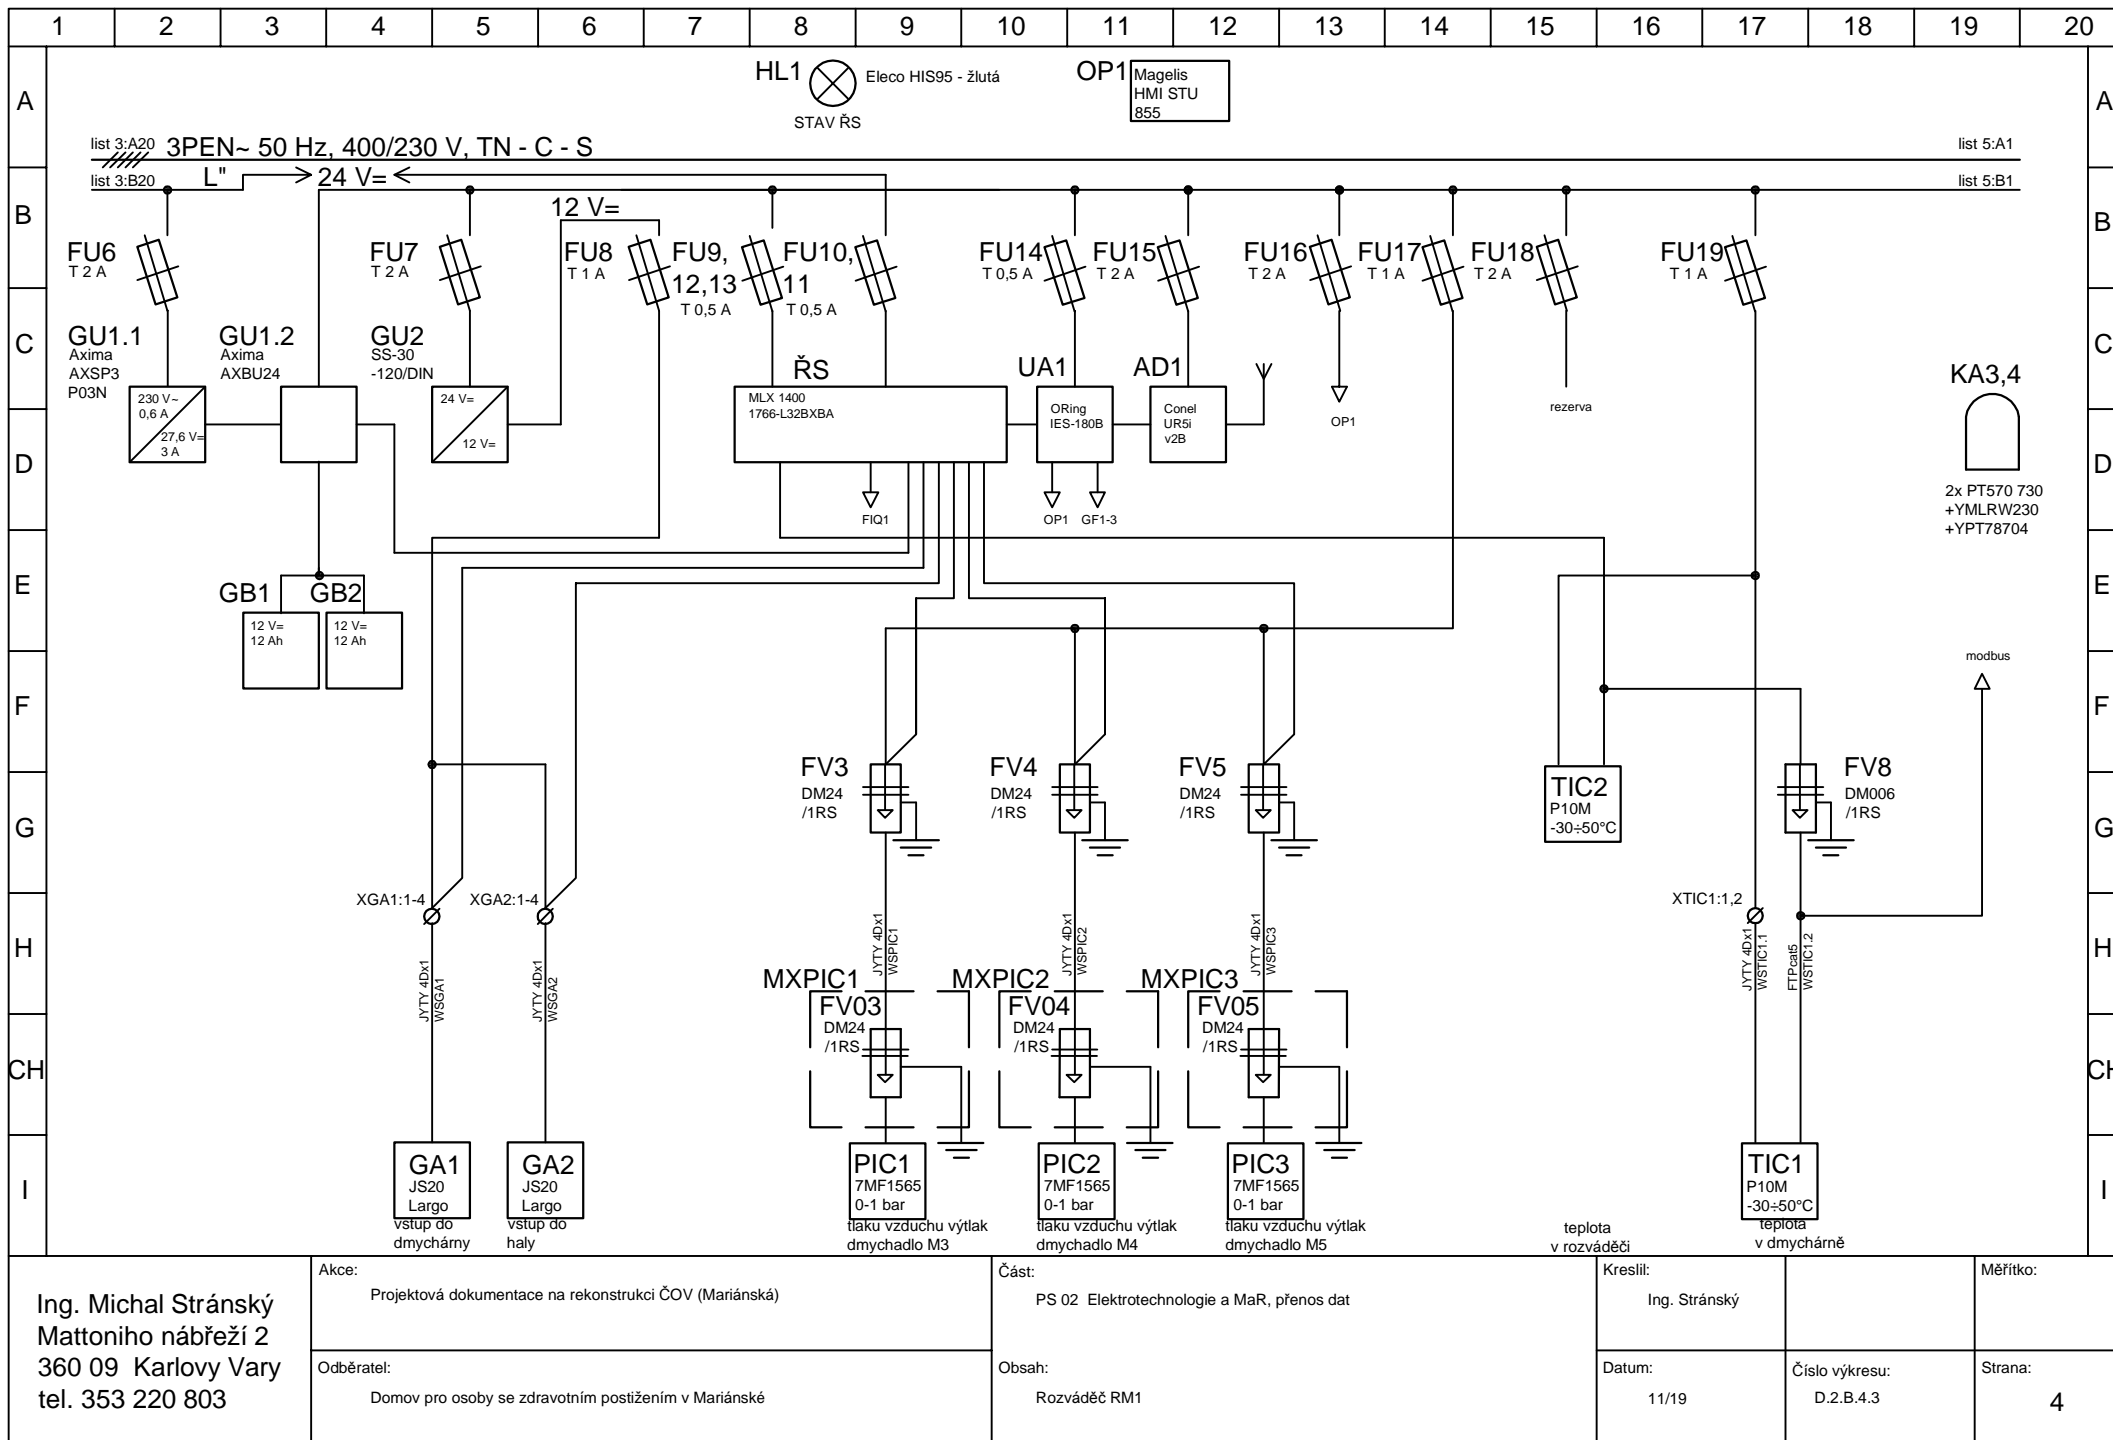 1 2 3 4 5 6 7 8 9 10 11 12 13 14 15 16 17 18 19 20
A
A
HL1
Eleco HIS95 - žlutá
STAV ŘS
OP1
Magelis
HMI STU
855
list 3:A20
3PEN~ 50 Hz, 400/230 V, TN - C - S
list 5:A1
list 3:B20
L"
24 V=
list 5:B1
B
B
12 V=
FU6
T 2 A
FU7
T 2 A
FU8
T 1 A
FU9,
12,13
T 0,5 A
FU10,
11
T 0,5 A
FU14
T 0,5 A
FU15
T 2 A
FU16
T 2 A
FU17
T 1 A
FU18
T 2 A
FU19
T 1 A
C
C
GU1.1
Axima
AXSP3
P03N
230 V~
0,6 A
27,6 V=
3 A
GU1.2
Axima
AXBU24
GU2
SS-30
-120/DIN
24 V=
12 V=
ŘS
MLX 1400
1766-L32BXBA
UA1
ORing
IES-180B
AD1
Conel
UR5i
v2B
OP1
rezerva
KA3,4
2x PT570 730
+YMLRW230
+YPT78704
D
D
FIQ1
OP1
GF1-3
E
E
GB1
12 V=
12 Ah
GB2
12 V=
12 Ah
modbus
F
F
FV3
DM24
/1RS
FV4
DM24
/1RS
FV5
DM24
/1RS
TIC2
P10M
-30÷50°C
FV8
DM006
/1RS
G
G
XGA1:1-4
XGA2:1-4
XTIC1:1,2
H
H
JYTY 4Dx1
WSGA1
JYTY 4Dx1
WSGA2
JYTY 4Dx1
WSPIC1
JYTY 4Dx1
WSPIC2
JYTY 4Dx1
WSPIC3
JYTY 4Dx1
WSTIC1.1
FTPcat5
WSTIC1.2
MXPIC1
FV03
DM24
/1RS
MXPIC2
FV04
DM24
/1RS
MXPIC3
FV05
DM24
/1RS
CH
CH
I
I
GA1
JS20
Largo
vstup do
dmychárny
GA2
JS20
Largo
vstup do
haly
PIC1
7MF1565
0-1 bar
tlaku vzduchu výtlak
dmychadlo M3
PIC2
7MF1565
0-1 bar
tlaku vzduchu výtlak
dmychadlo M4
PIC3
7MF1565
0-1 bar
tlaku vzduchu výtlak
dmychadlo M5
teplota
v rozváděči
TIC1
P10M
-30÷50°C
teplota
v dmychárně
Ing. Michal Stránský
Mattoniho nábřeží 2
360 09 Karlovy Vary
tel. 353 220 803
Akce:
Projektová dokumentace na rekonstrukci ČOV (Mariánská)
Odběratel:
Domov pro osoby se zdravotním postižením v Mariánské
Část:
PS 02 Elektrotechnologie a MaR, přenos dat
Obsah:
Rozváděč RM1
Kreslil:
Ing. Stránský
Měřítko:
Datum:
11/19
Číslo výkresu:
D.2.B.4.3
Strana:
4